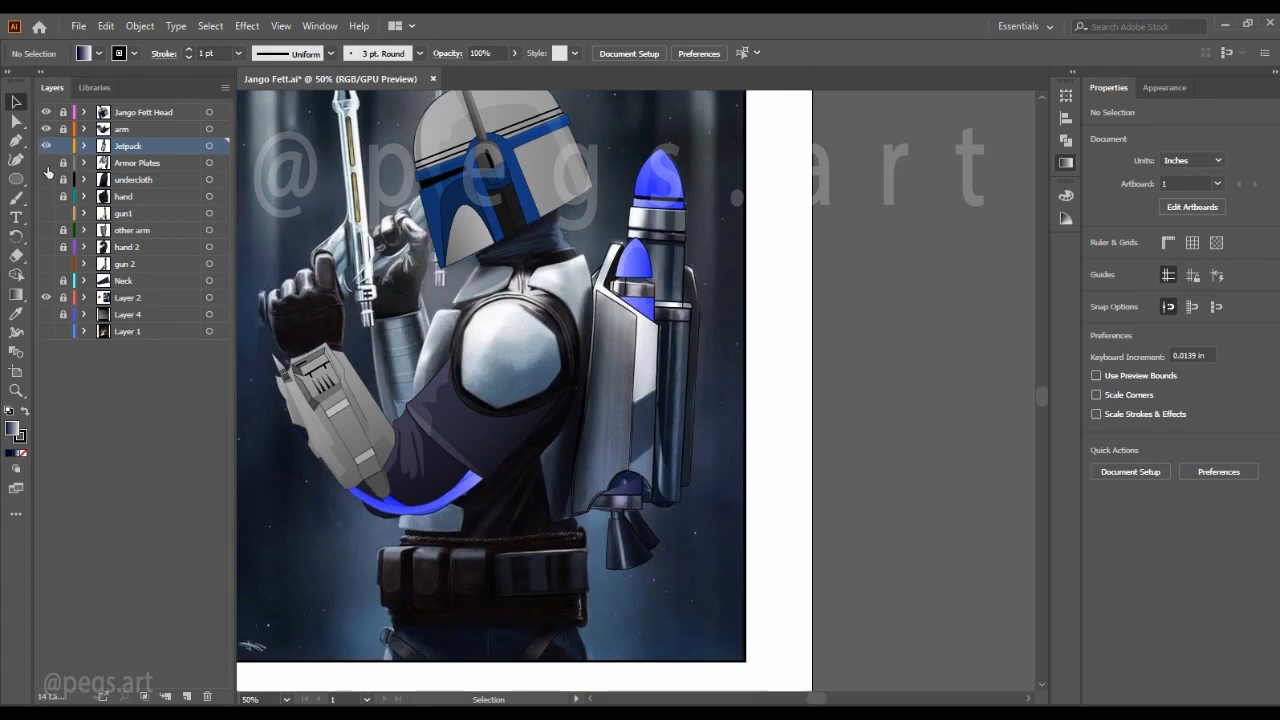 Ai File Edit Object Type Select Effect View Window Help Essentials Search Adobe Stock
No Selection Stroke: 1 pt Uniform 3 pt. Round Opacity: 100% Style: Document Setup Preferences
Layers Libraries Jango Fett.ai* @ 50% (RGB/GPU Preview) Properties Appearance
Jango Fett Head
arm
Jetpack
Armor Plates
undercloth
hand
gun1
other arm
hand 2
gun 2
Neck
Layer 2
Layer 4
Layer 1
@pegs.art
No Selection
Document
Units: Inches
Artboard: 1
Edit Artboards
Ruler & Grids
Guides
Snap Options
Preferences
Keyboard Increment: 0.0139 in
Use Preview Bounds
Scale Corners
Scale Strokes & Effects
Quick Actions
Document Setup Preferences
@pegs.art
50% 1 Selection